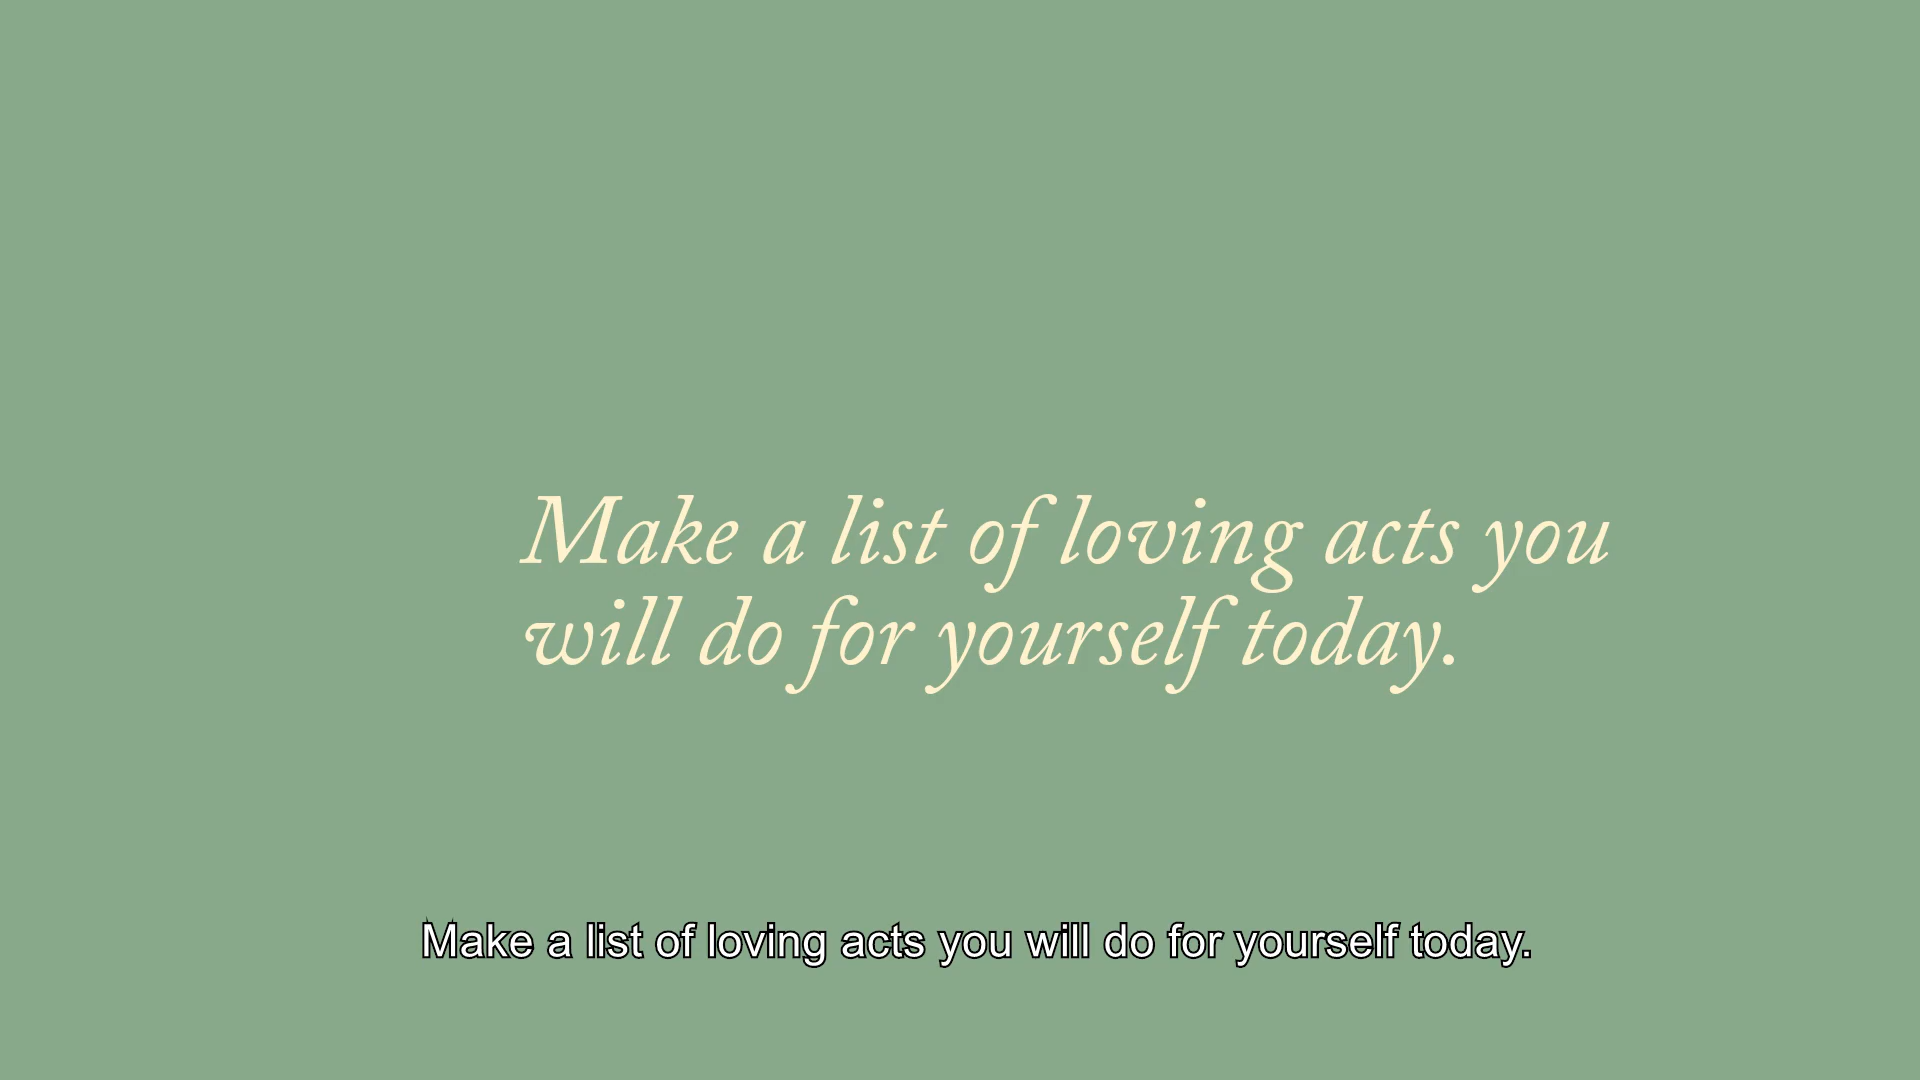 Make a list of loving acts you
will do for yourself today.
Make a list of loving acts you will do for yourself today.